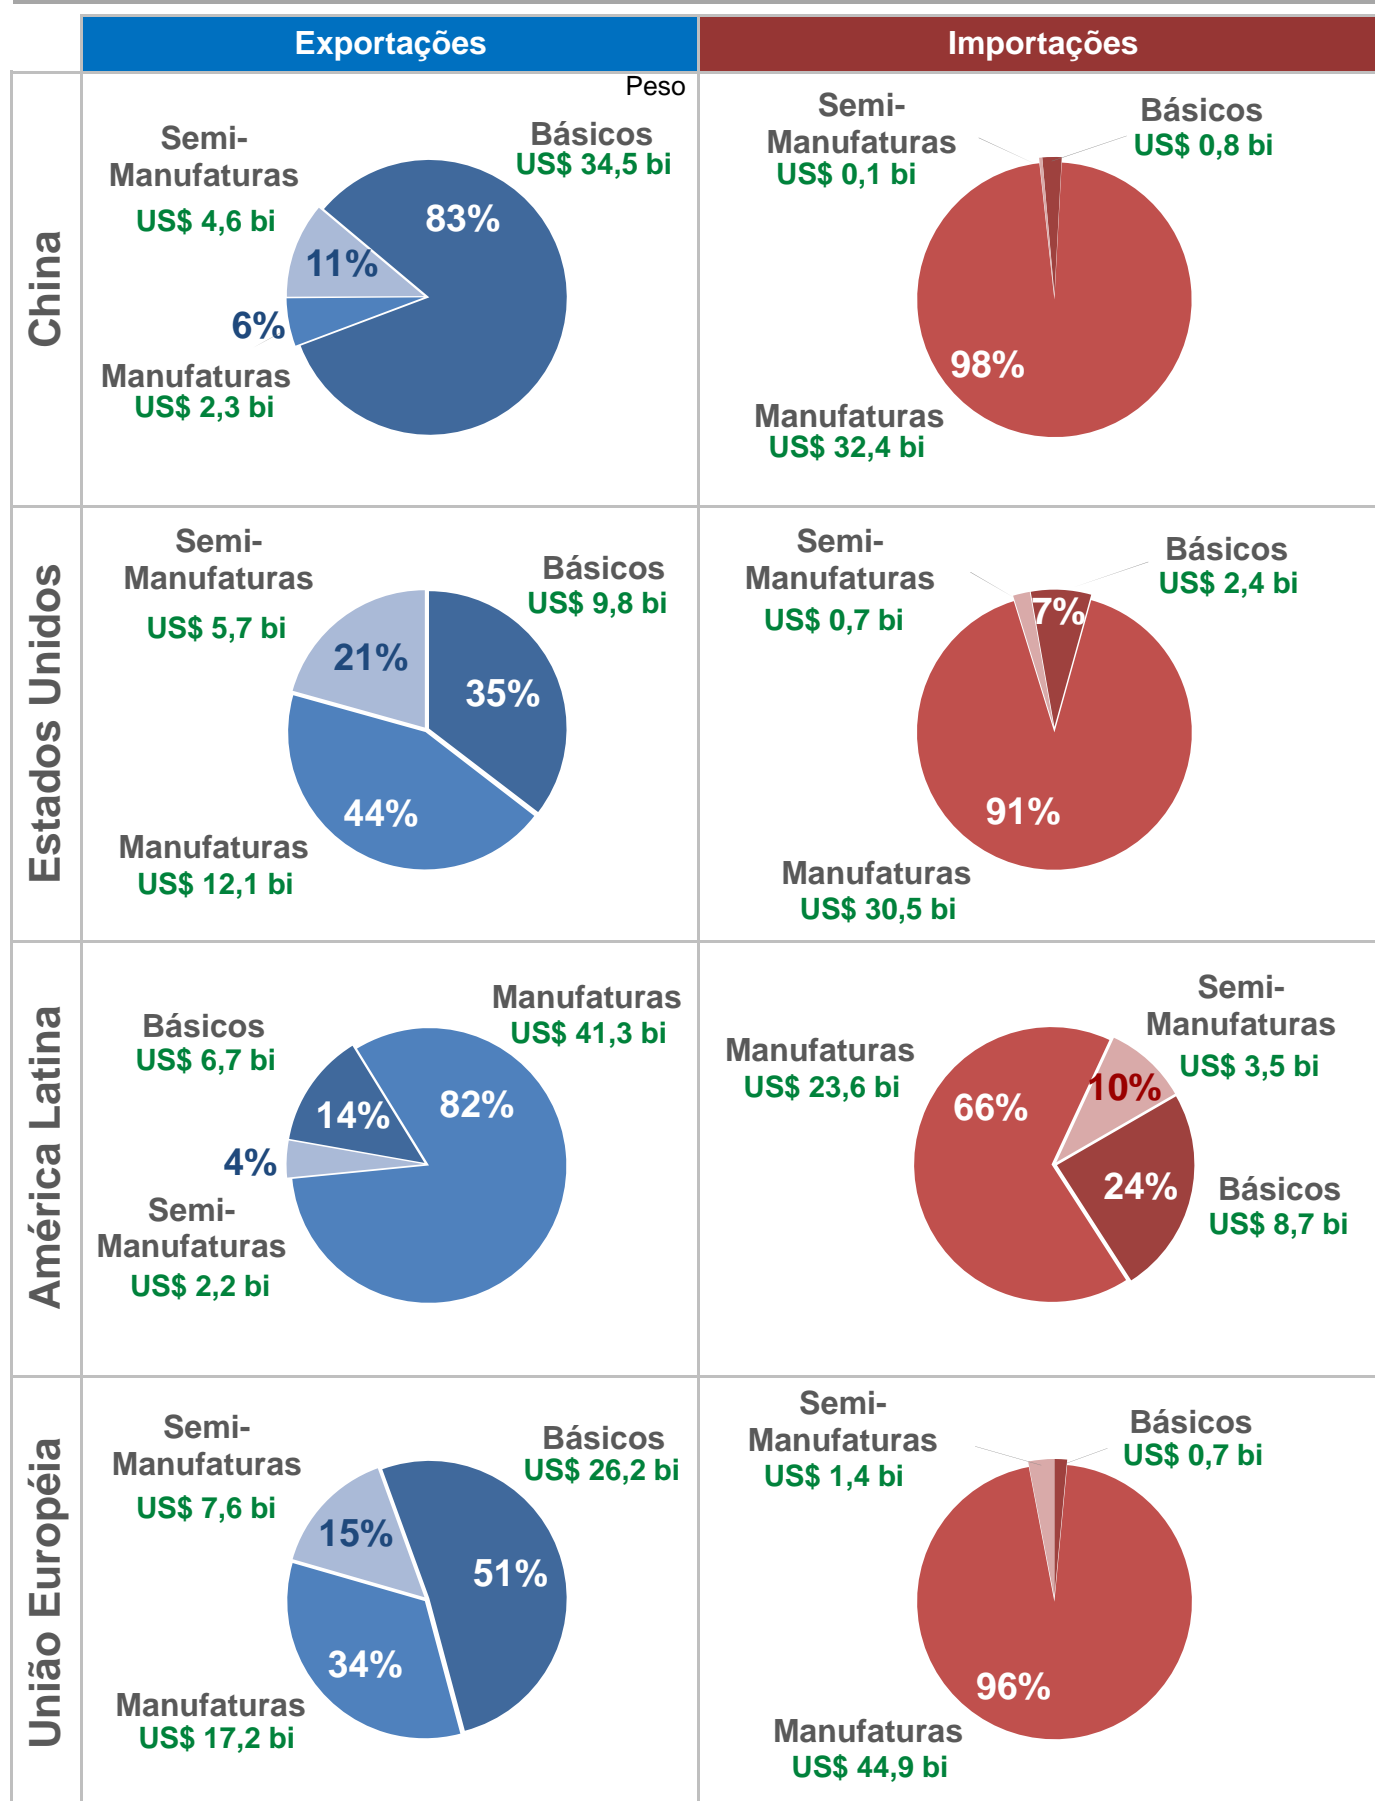 Exportações
Importações
China
Peso
Semi-
Manufaturas
US$ 4,6 bi
Básicos
US$ 34,5 bi
83%
11%
6%
Manufaturas
US$ 2,3 bi
Semi-
Manufaturas
US$ 0,1 bi
Básicos
US$ 0,8 bi
98%
Manufaturas
US$ 32,4 bi
Estados Unidos
Semi-
Manufaturas
US$ 5,7 bi
Básicos
US$ 9,8 bi
21%
35%
44%
Manufaturas
US$ 12,1 bi
Semi-
Manufaturas
US$ 0,7 bi
Básicos
US$ 2,4 bi
7%
91%
Manufaturas
US$ 30,5 bi
América Latina
Básicos
US$ 6,7 bi
Manufaturas
US$ 41,3 bi
82%
14%
4%
Semi-
Manufaturas
US$ 2,2 bi
Manufaturas
US$ 23,6 bi
Semi-
Manufaturas
US$ 3,5 bi
10%
66%
24%
Básicos
US$ 8,7 bi
União Européia
Semi-
Manufaturas
US$ 7,6 bi
Básicos
US$ 26,2 bi
15%
51%
34%
Manufaturas
US$ 17,2 bi
Semi-
Manufaturas
US$ 1,4 bi
Básicos
US$ 0,7 bi
96%
Manufaturas
US$ 44,9 bi